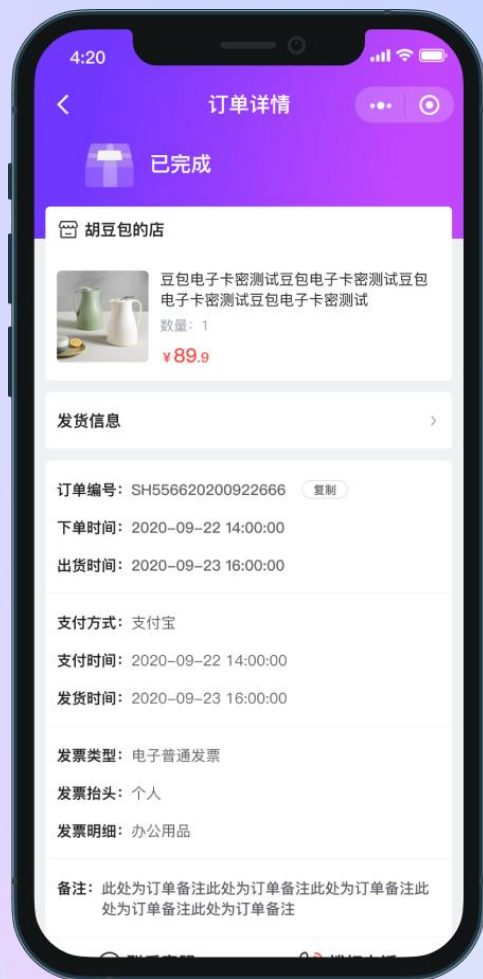 4:20
订单详情
已完成
胡豆包的店
豆包电子卡密测试豆包电子卡密测试豆包
电子卡密测试豆包电子卡密测试
数量：1
¥89.9
发货信息
订单编号：SH556620200922666 复制
下单时间：2020-09-22 14:00:00
出货时间：2020-09-23 16:00:00
支付方式：支付宝
支付时间：2020-09-22 14:00:00
发货时间：2020-09-23 16:00:00
发票类型：电子普通发票
发票抬头：个人
发票明细：办公用品
备注：此处为订单备注此处为订单备注此处为订单备注此
处为订单备注此处为订单备注